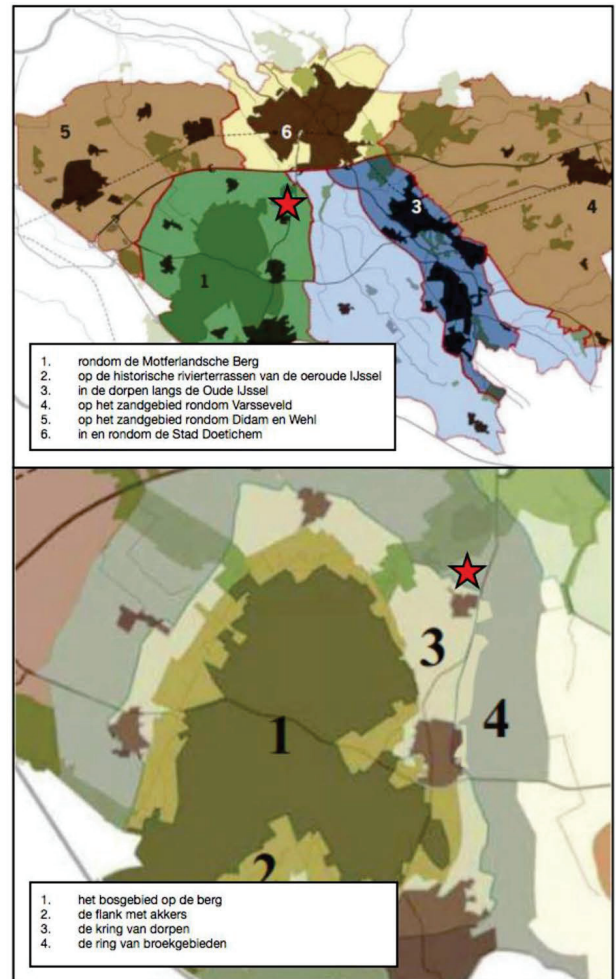 6
5
3
4
1
1. rondom de Motferlandsche Berg
2. op de historische rivierterrassen van de oeroude IJssel
3. in de dorpen langs de Oude IJssel
4. op het zandgebied rondom Varsseveld
5. op het zandgebied rondom Didam en Wehl
6. in en rondom de Stad Doetichem
3
4
1
2
1. het bosgebied op de berg
2. de flank met akkers
3. de kring van dorpen
4. de ring van broekgebieden